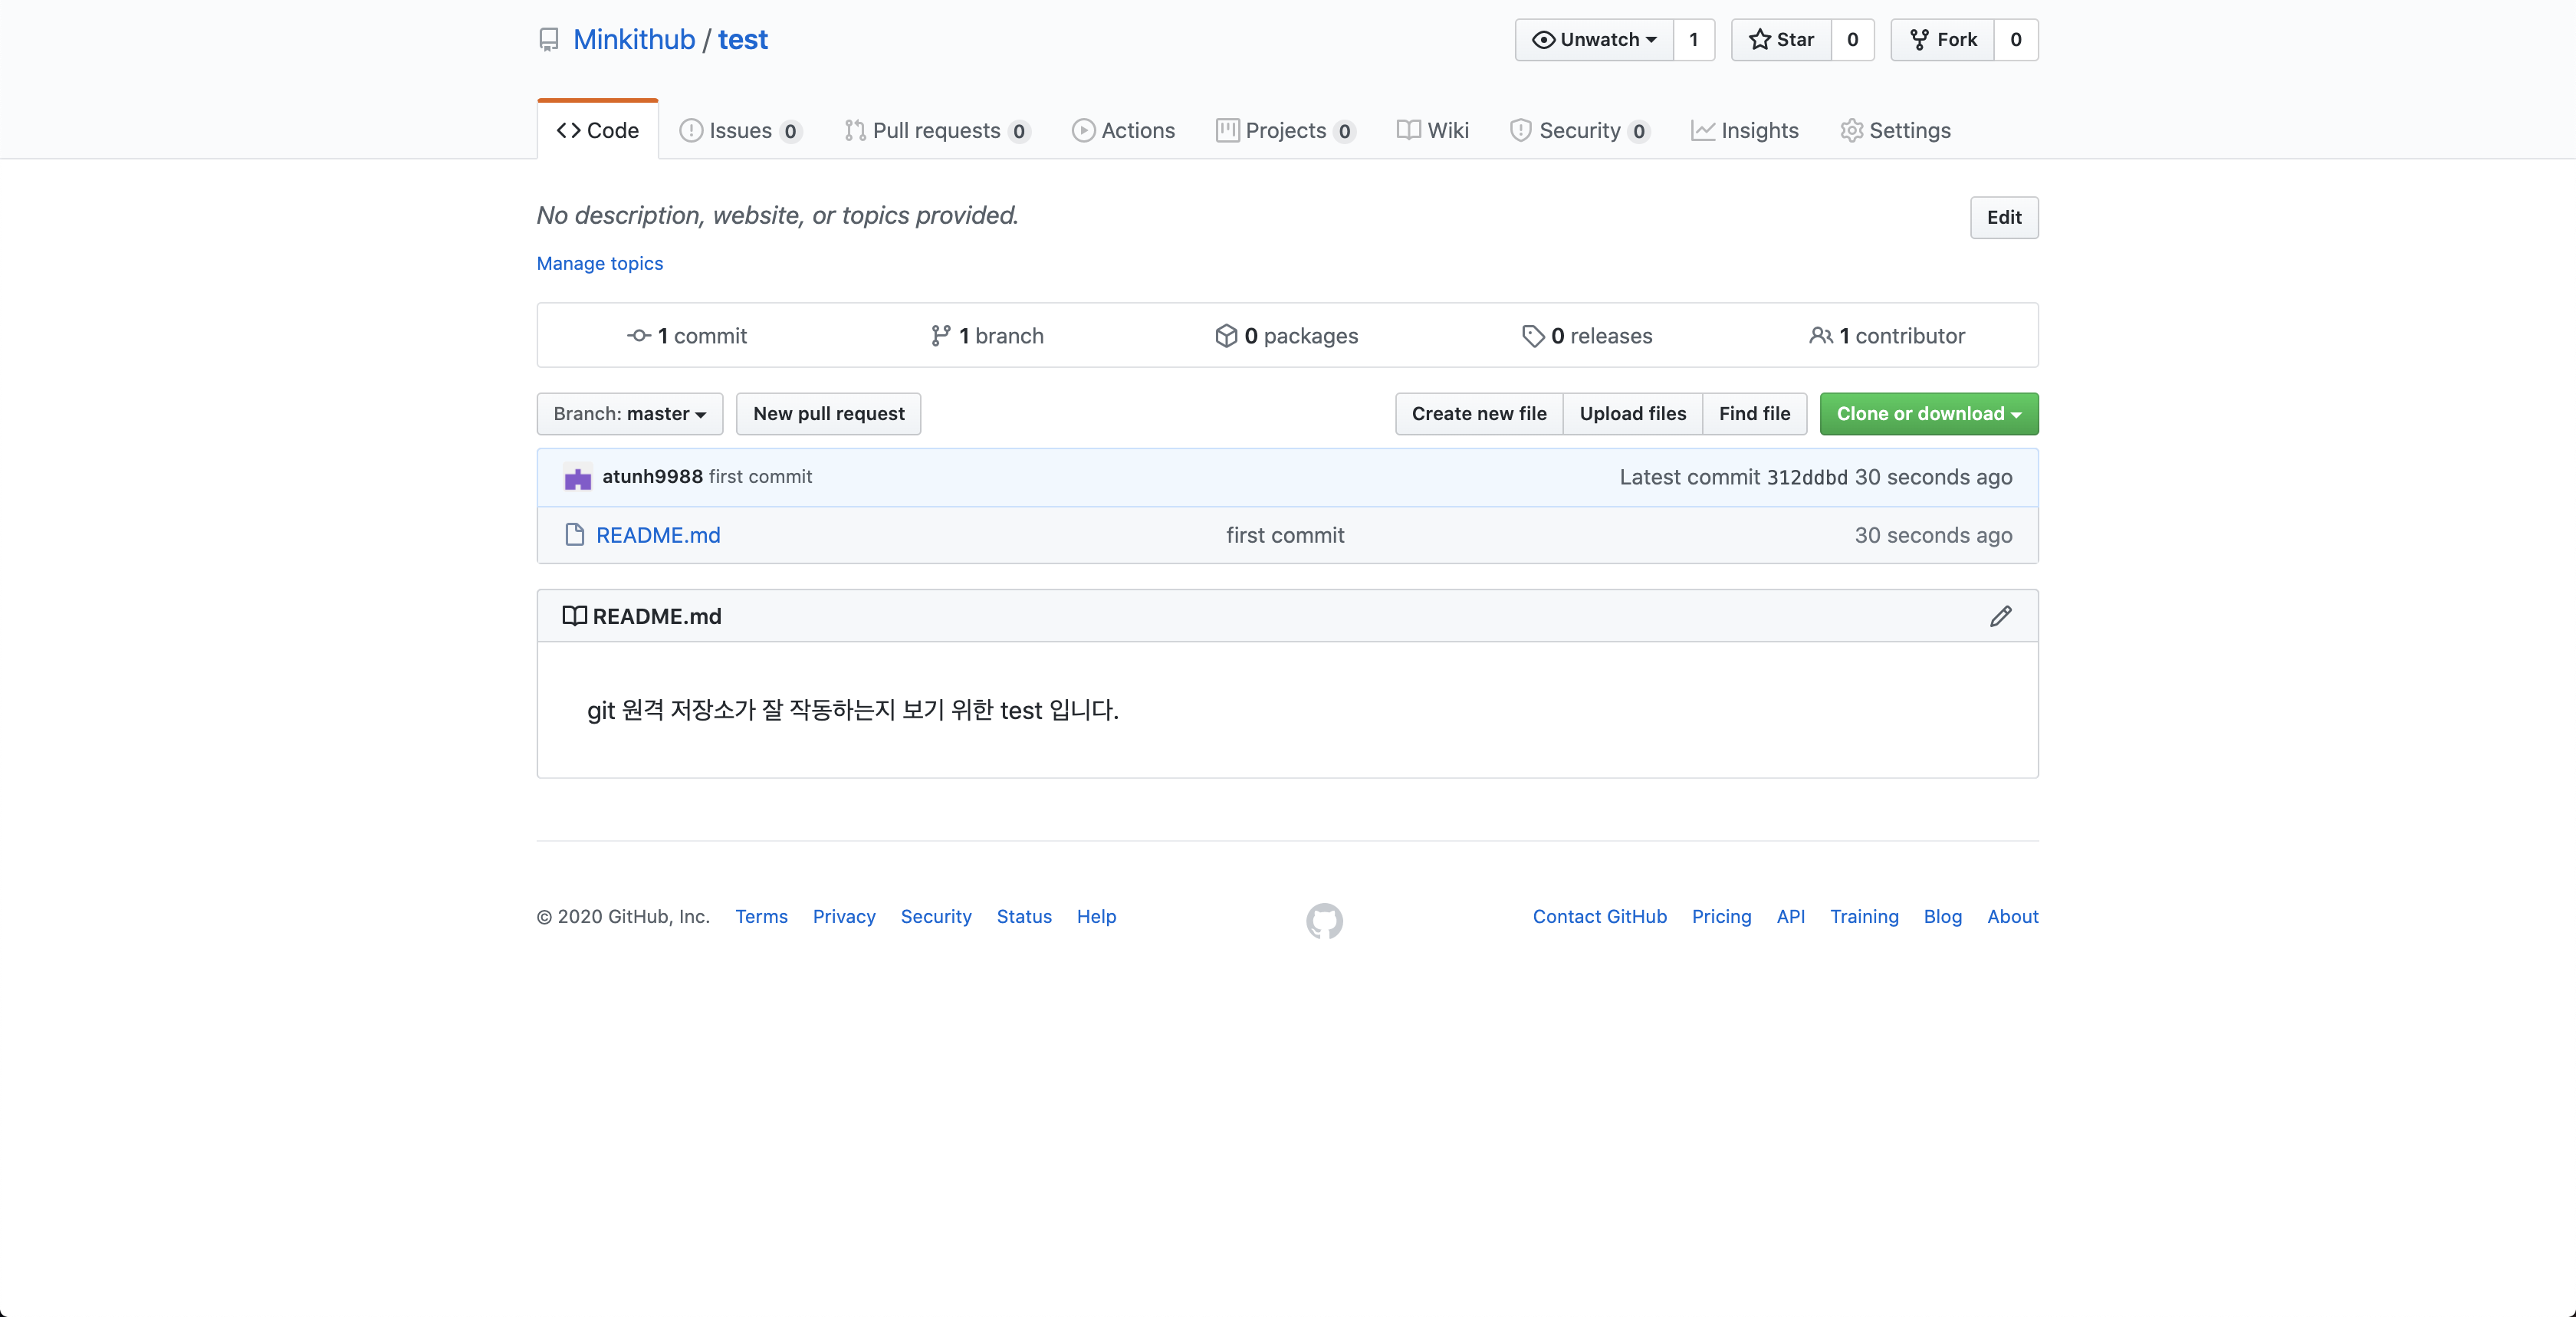 Minkithub / test
Unwatch 1 Star 0 Fork 0
Code Issues 0 Pull requests 0 Actions Projects 0 Wiki Security 0 Insights Settings
No description, website, or topics provided. Edit
Manage topics
1 commit 1 branch 0 packages 0 releases 1 contributor
Branch: master New pull request Create new file Upload files Find file Clone or download
atunh9988 first commit Latest commit 312ddbd 30 seconds ago
README.md first commit 30 seconds ago
README.md
git 원격 저장소가 잘 작동하는지 보기 위한 test 입니다.
© 2020 GitHub, Inc. Terms Privacy Security Status Help Contact GitHub Pricing API Training Blog About